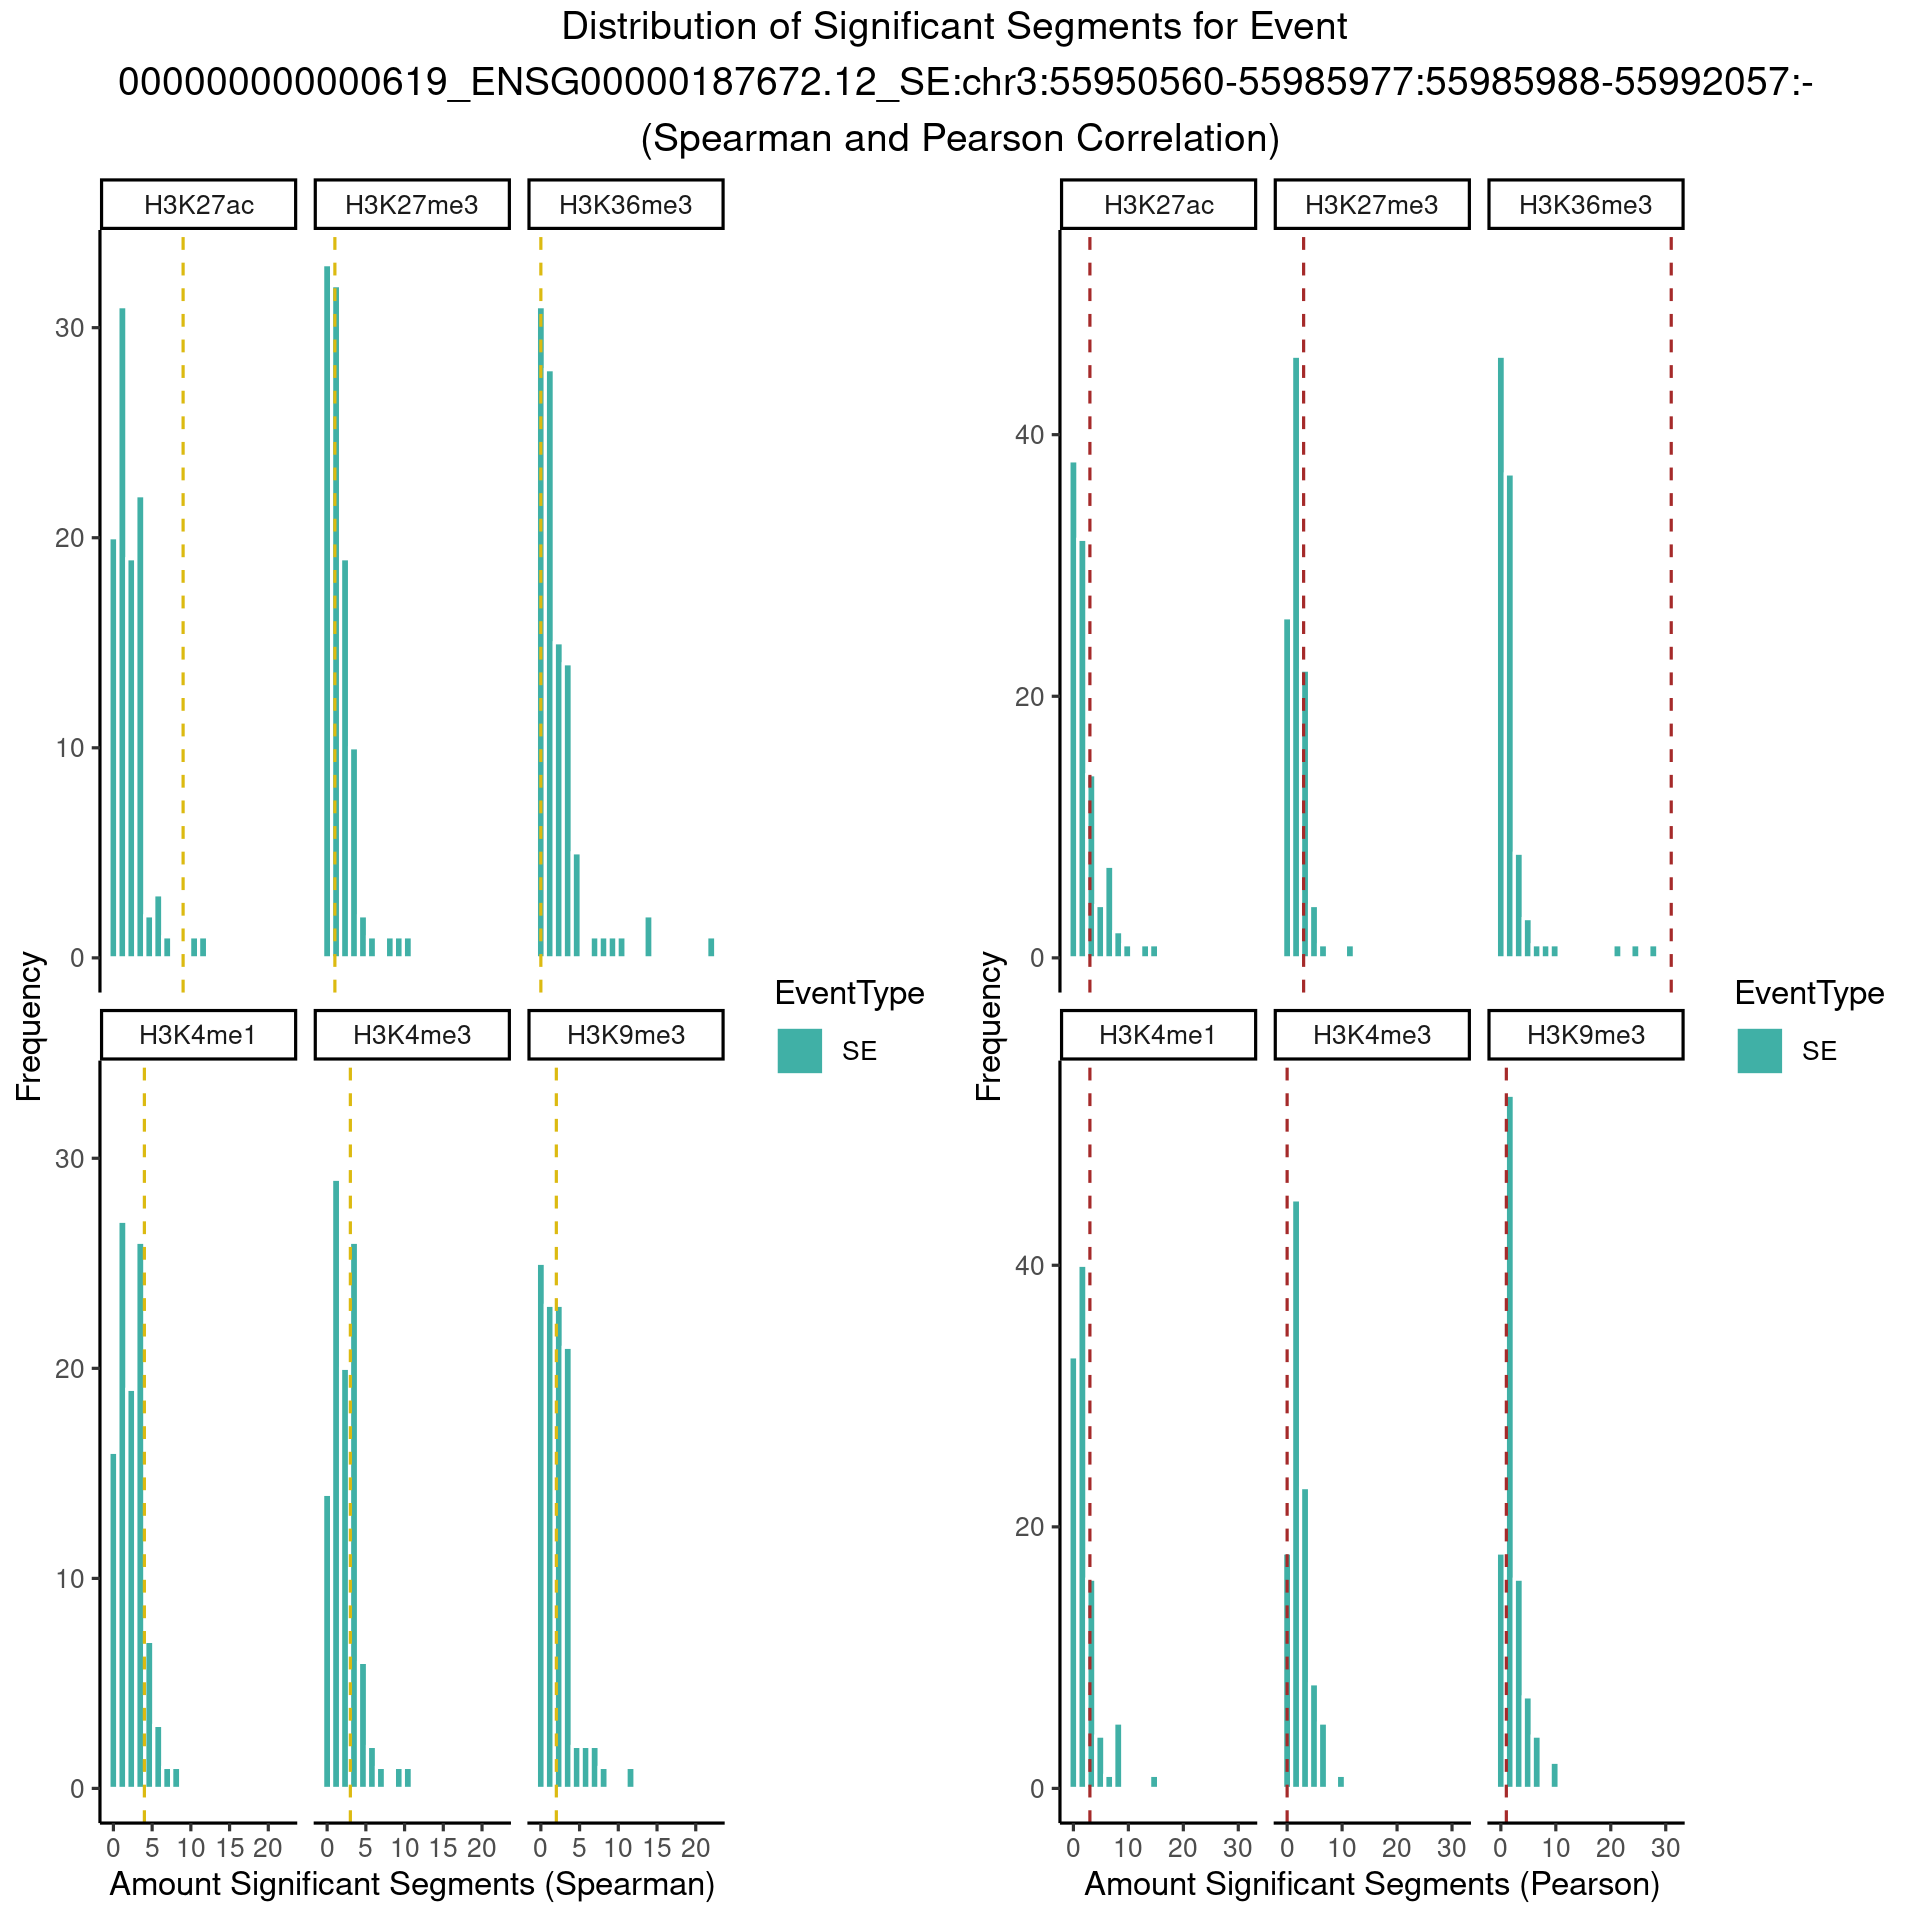 Distribution of Significant Segments for Event
000000000000619_ENSG00000187672.12_SE:chr3:55950560-55985977:55985988-55992057:-
(Spearman and Pearson Correlation)
H3K27ac H3K27me3 H3K36me3
30
20
10
0
H3K4me1 H3K4me3 H3K9me3
30
20
10
0
0 5 10 15 20 0 5 10 15 20 0 5 10 15 20
Amount Significant Segments (Spearman)
Frequency
EventType
SE
H3K27ac H3K27me3 H3K36me3
40
20
0
H3K4me1 H3K4me3 H3K9me3
40
20
0
0 10 20 30 0 10 20 30 0 10 20 30
Amount Significant Segments (Pearson)
Frequency
EventType
SE